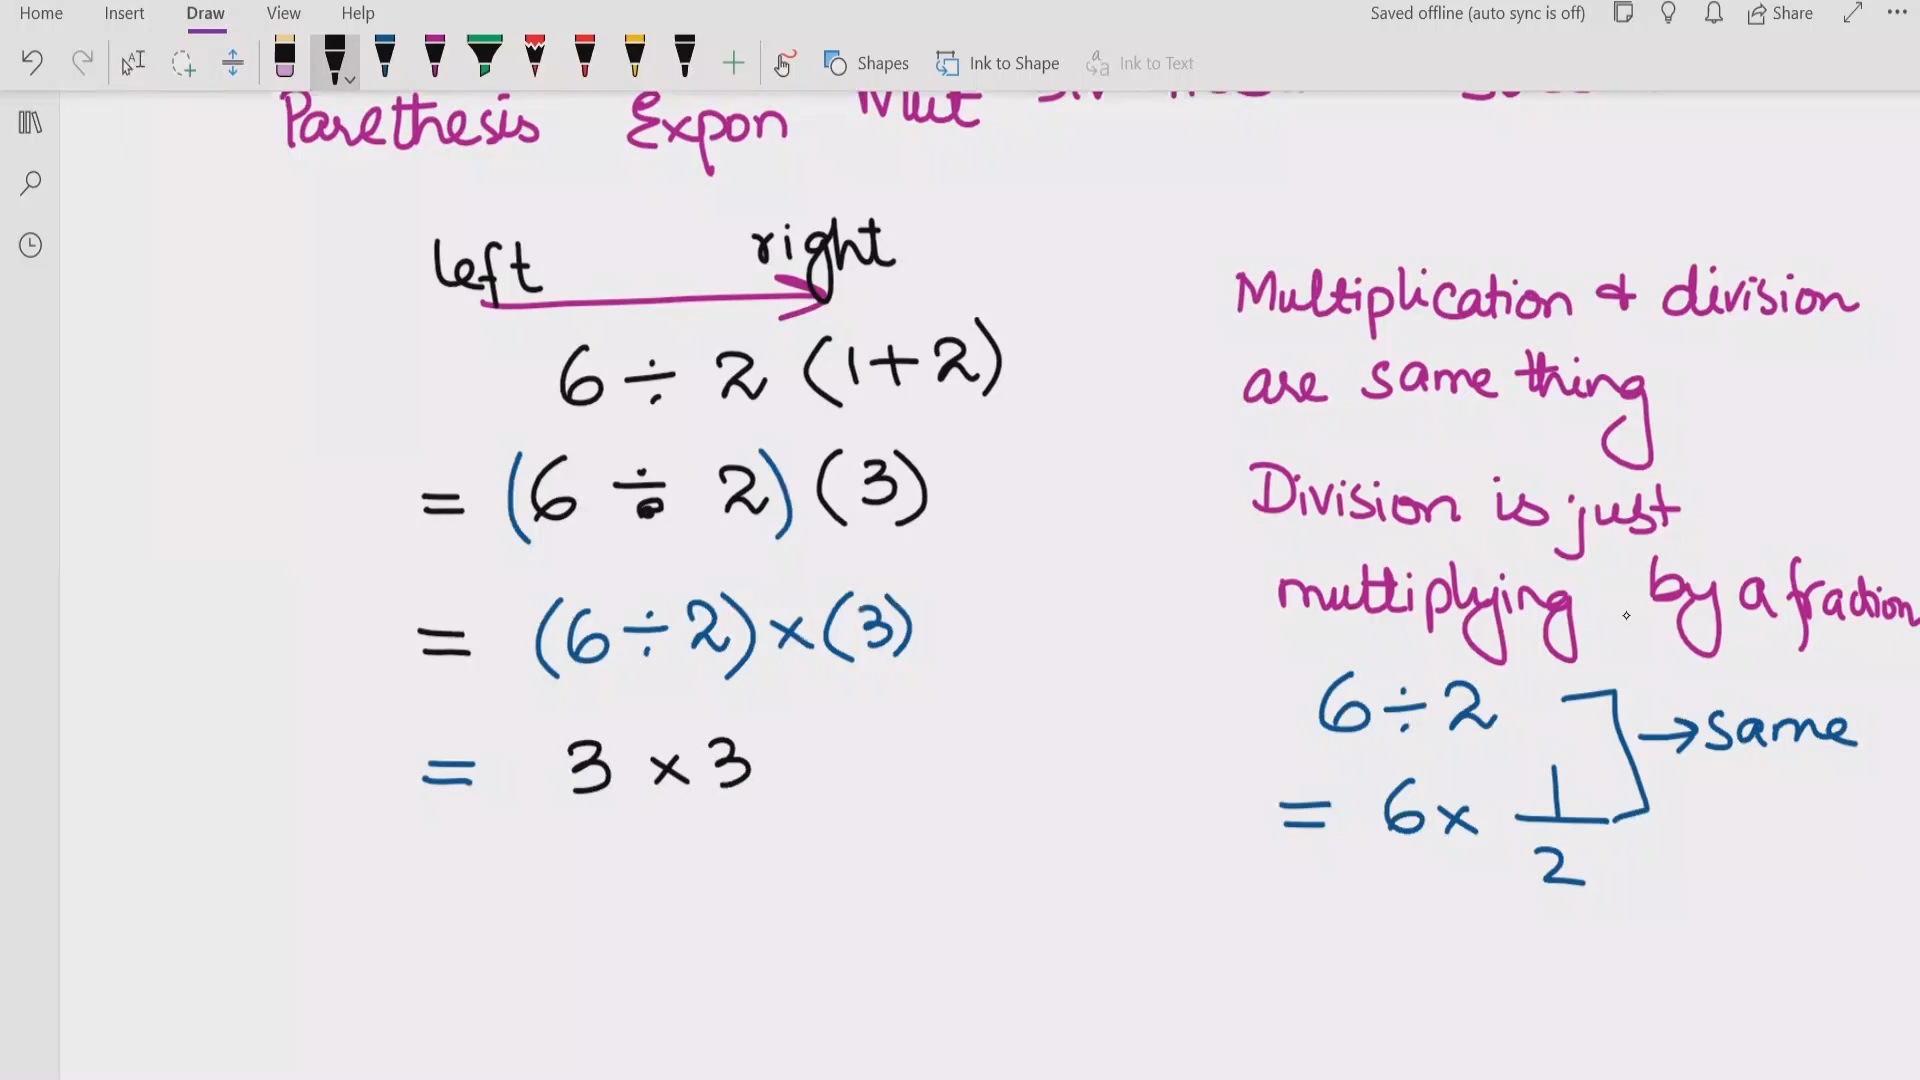 Home Insert Draw View Help Saved offline (auto sync is off) Share
Shapes Ink to Shape Ink to Text
Parethesis Expon Mut
left right
6 ÷ 2 (1+2)
= (6 ÷ 2) (3)
= (6 ÷ 2) × (3)
= 3 × 3
Multiplication & division
are same thing
Division is just
multiplying by a fraction
6 ÷ 2
→ same
= 6 × 1/2